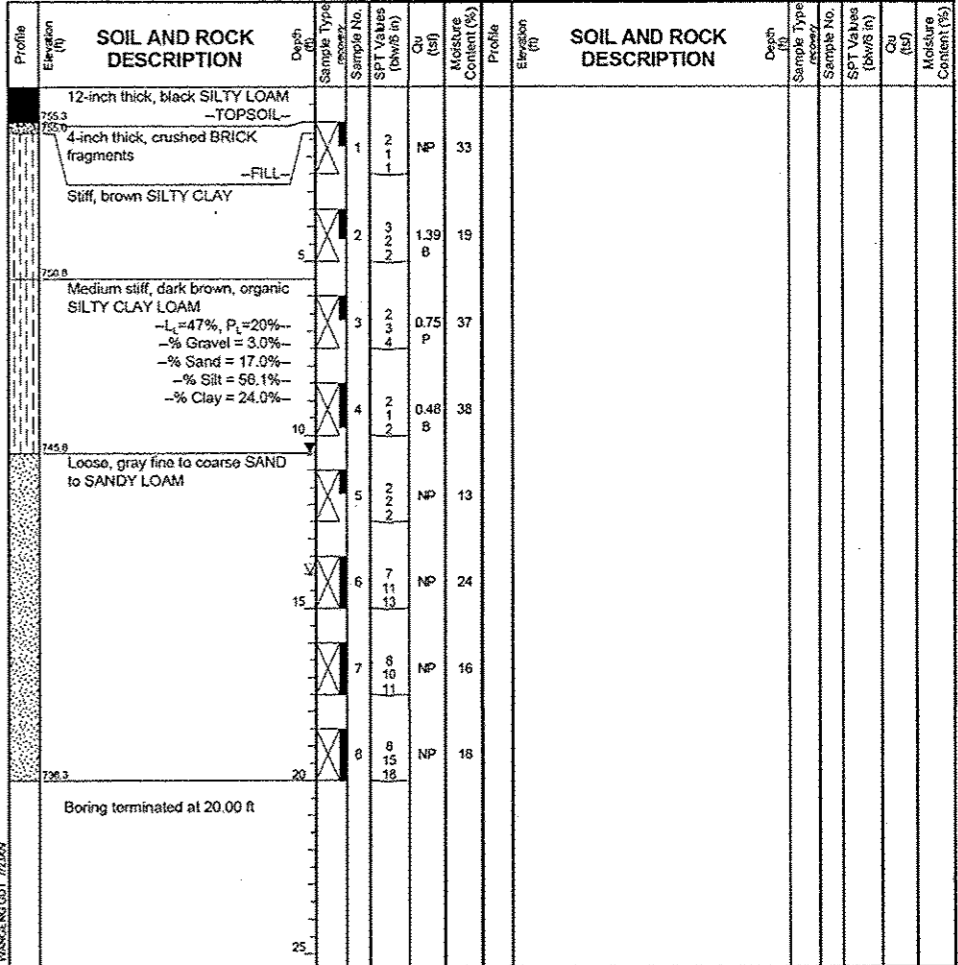 Profile
Elevation (ft)
SOIL AND ROCK DESCRIPTION
Depth (ft)
Sample Type recovery
Sample No.
SPT Values (blw/6 in)
Qu (tsf)
Moisture Content (%)
Profile
Elevation (ft)
SOIL AND ROCK DESCRIPTION
Depth (ft)
Sample Type recovery
Sample No.
SPT Values (blw/6 in)
Qu (tsf)
Moisture Content (%)
12-inch thick, black SILTY LOAM
755.3 --TOPSOIL--
755.0
4-inch thick, crushed BRICK
fragments
--FILL--
1 2 1 1 NP 33
Stiff, brown SILTY CLAY
2 3 2 2 1.39 B 19
5
750.8
Medium stiff, dark brown, organic
SILTY CLAY LOAM
--LL=47%, PL=20%--
--% Gravel = 3.0%--
--% Sand = 17.0%--
--% Silt = 56.1%--
--% Clay = 24.0%--
3 2 3 4 0.75 P 37
4 2 1 2 0.48 B 38
10
745.8
Loose, gray fine to coarse SAND
to SANDY LOAM
5 2 2 2 NP 13
6 7 11 13 NP 24
15
7 8 10 11 NP 16
8 8 15 18 NP 18
736.3 20
Boring terminated at 20.00 ft
25